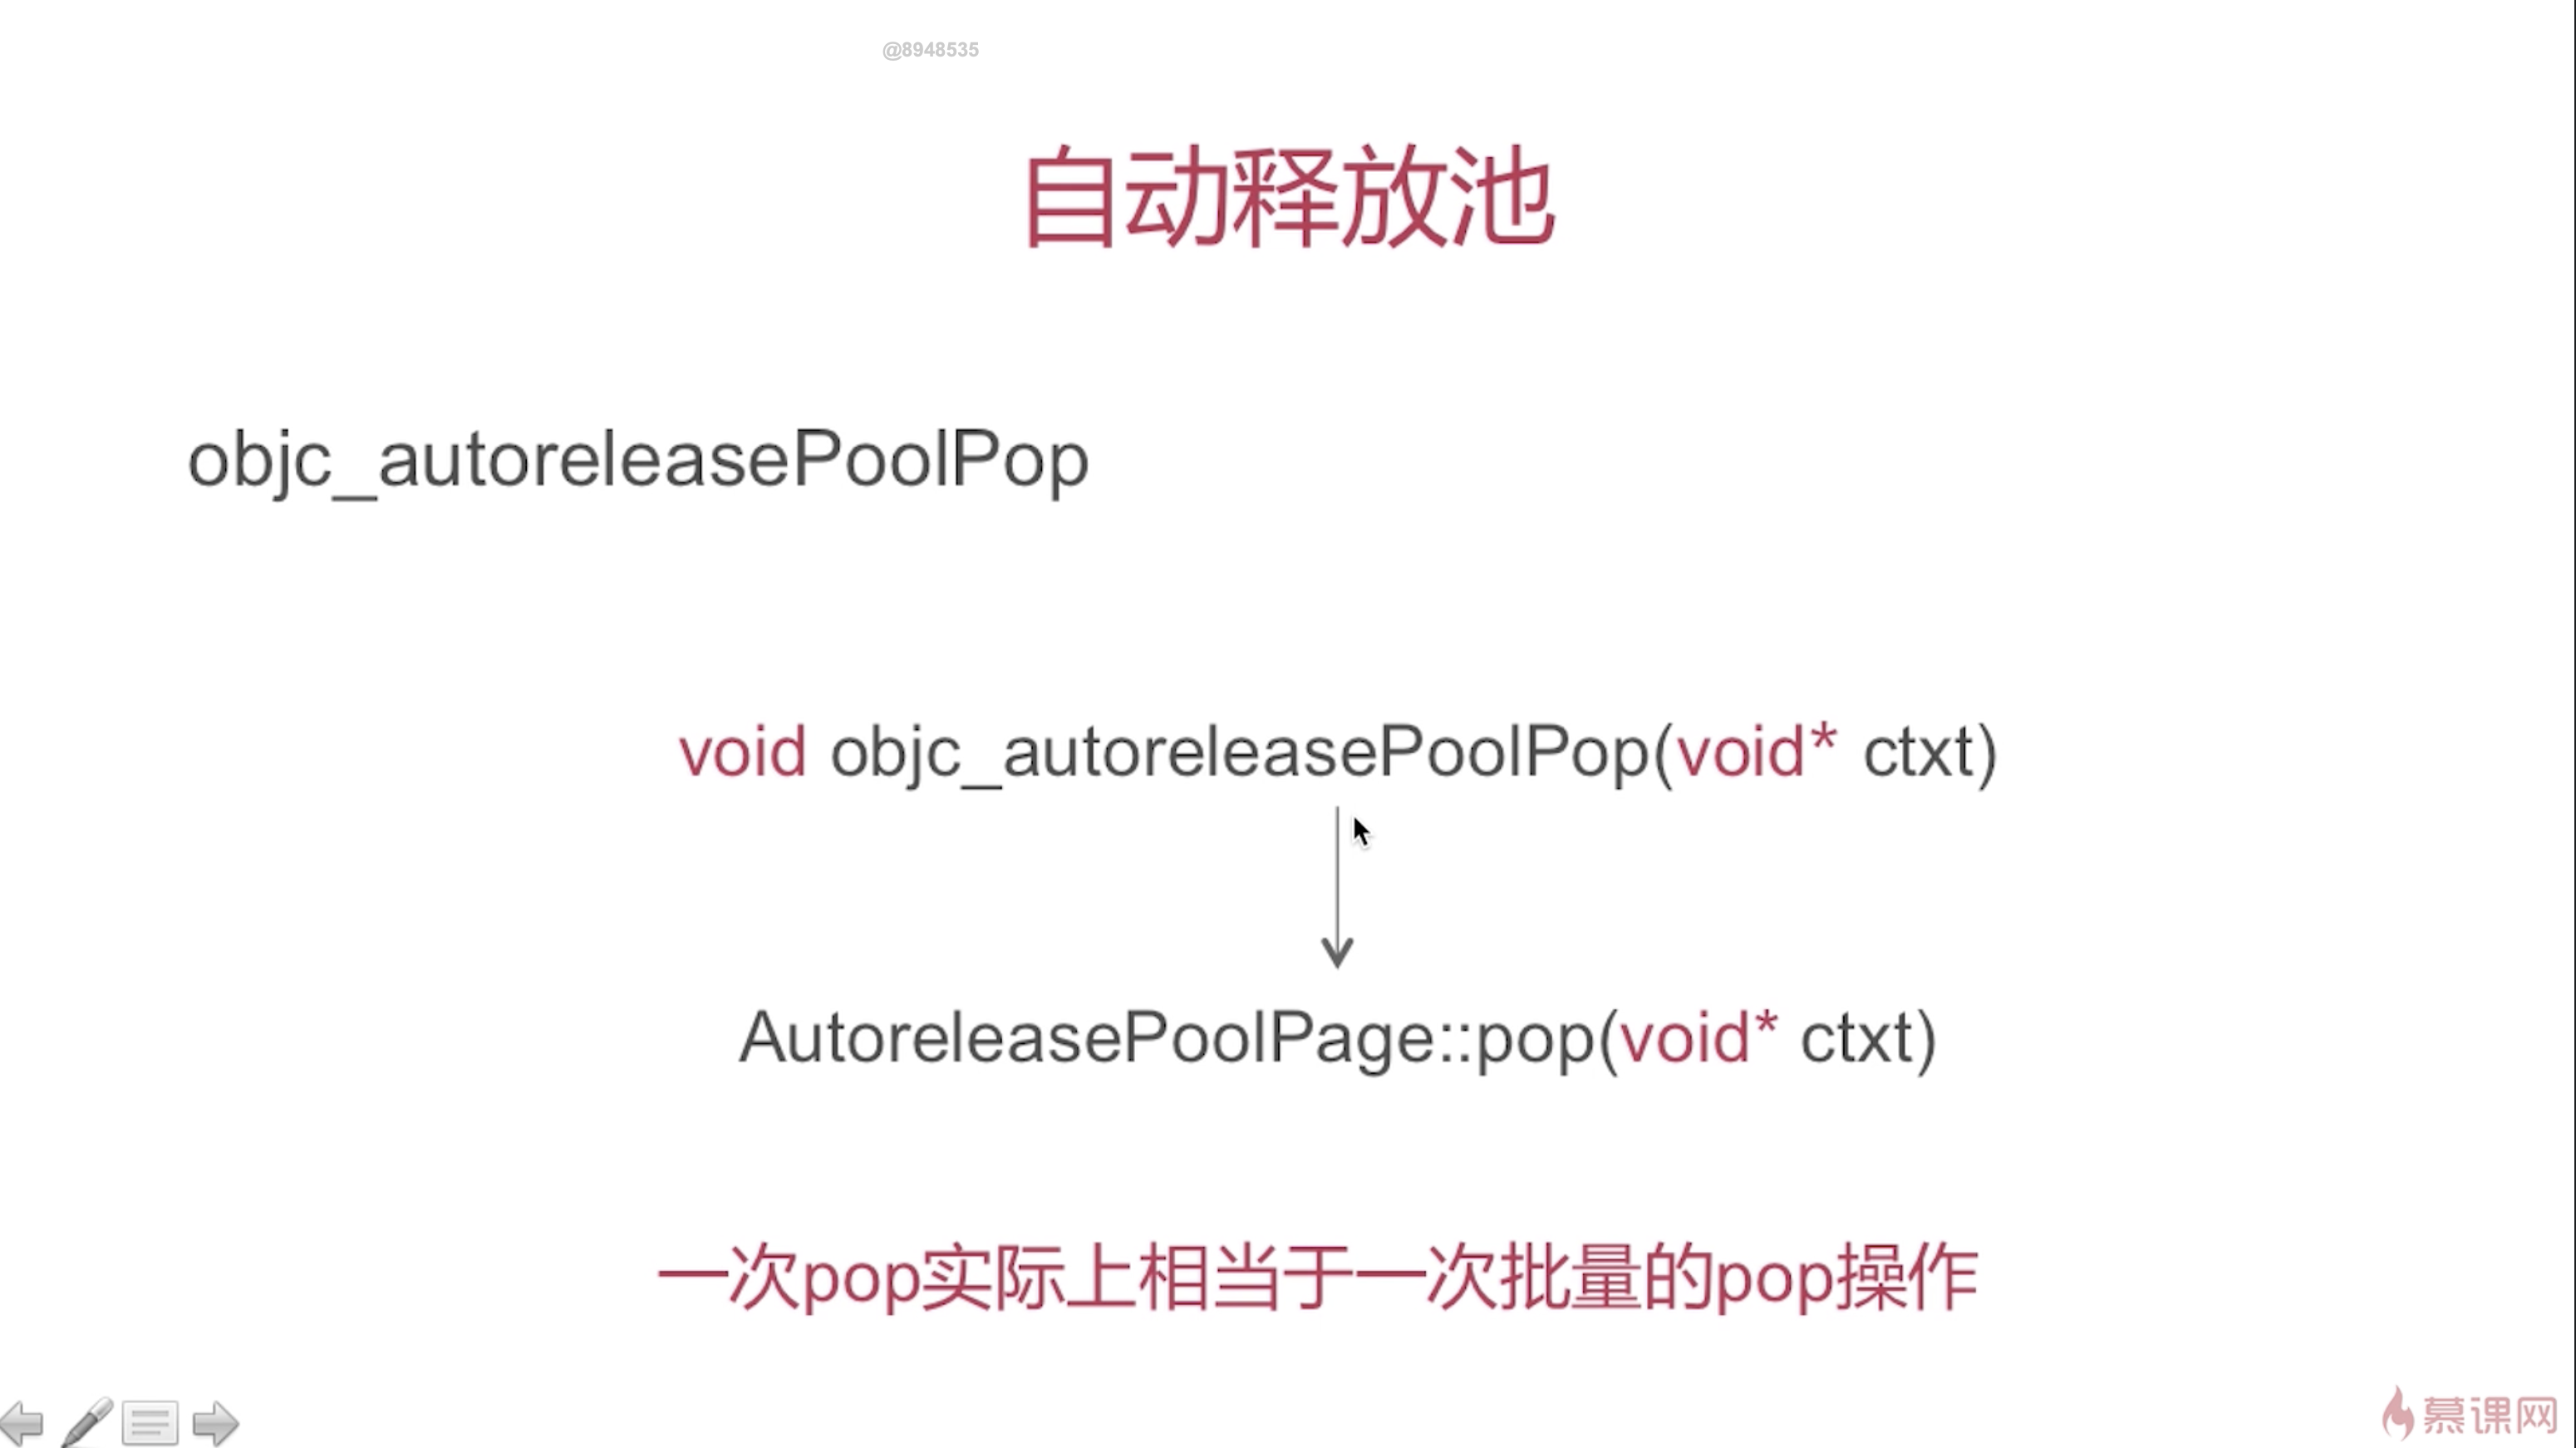 @8948535
自动释放池
objc_autoreleasePoolPop
void objc_autoreleasePoolPop(void* ctxt)
AutoreleasePoolPage::pop(void* ctxt)
一次pop实际上相当于一次批量的pop操作
慕课网